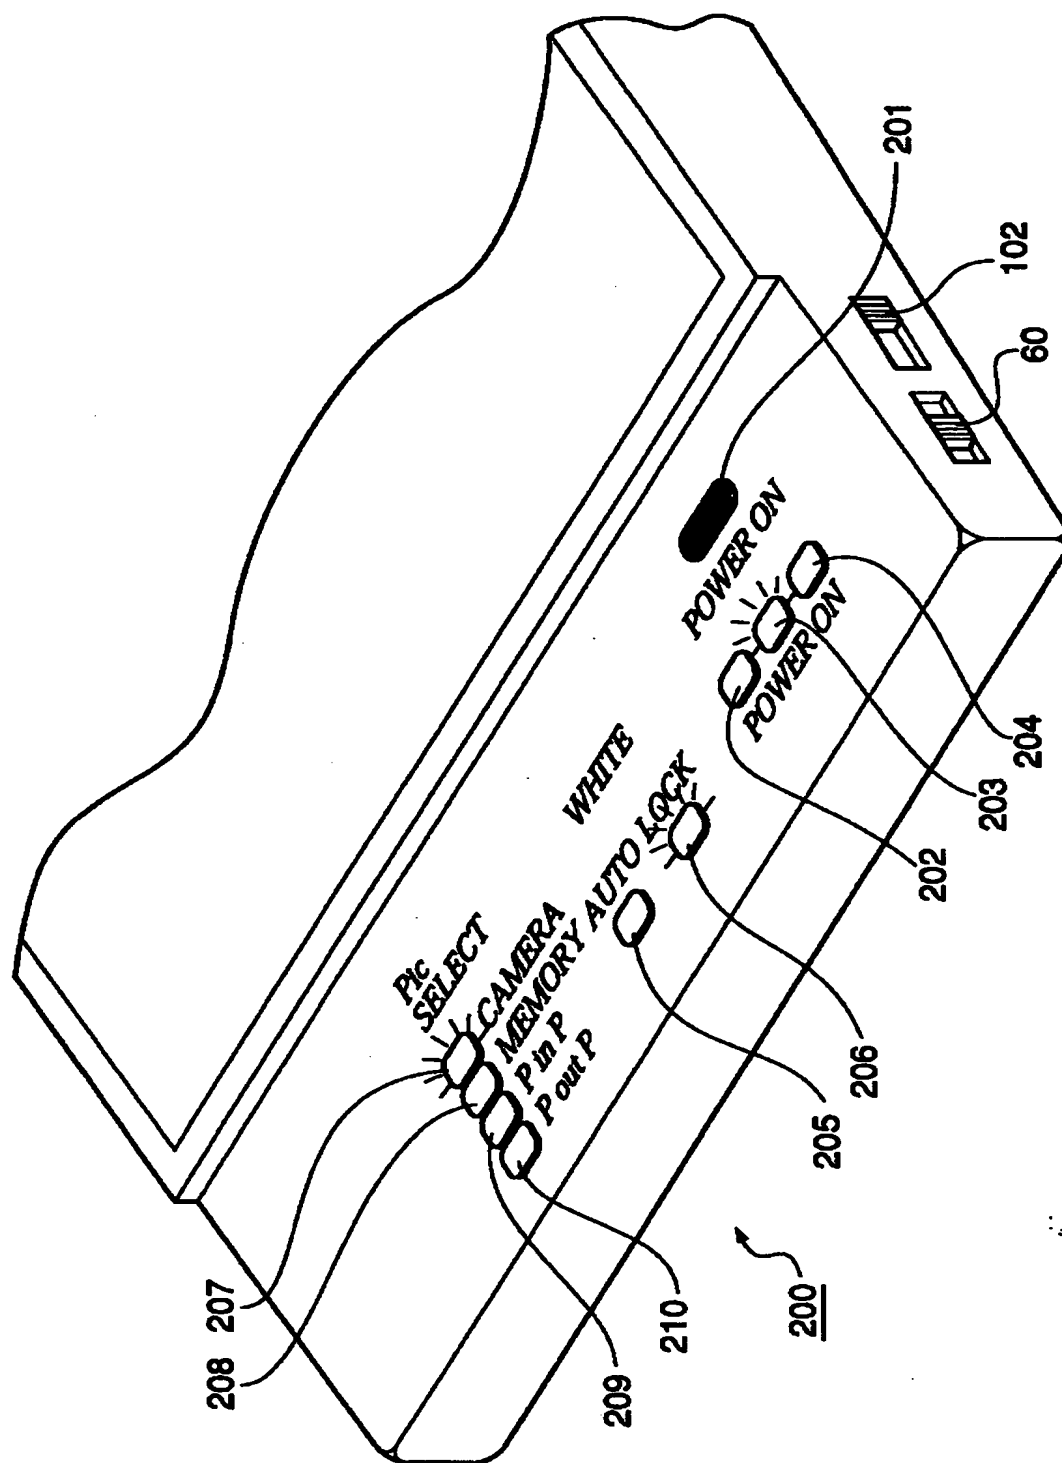 207
208
209
210
200
Pic
SELECT
CAMERA
MEMORY
P in P
P out P
WHITE
AUTO LOCK
205
206
POWER ON
POWER ON
202
203
204
201
102
60